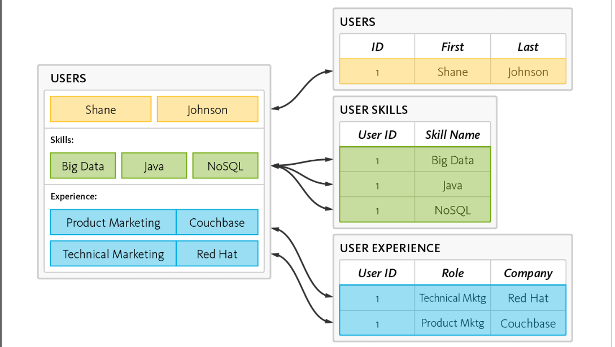 USERS
Shane Johnson
Skills:
Big Data Java NoSQL
Experience:
Product Marketing Couchbase
Technical Marketing Red Hat
USERS
ID First Last
1 Shane Johnson
USER SKILLS
User ID Skill Name
1 Big Data
1 Java
1 NoSQL
USER EXPERIENCE
User ID Role Company
1 Technical Mktg Red Hat
1 Product Mktg Couchbase